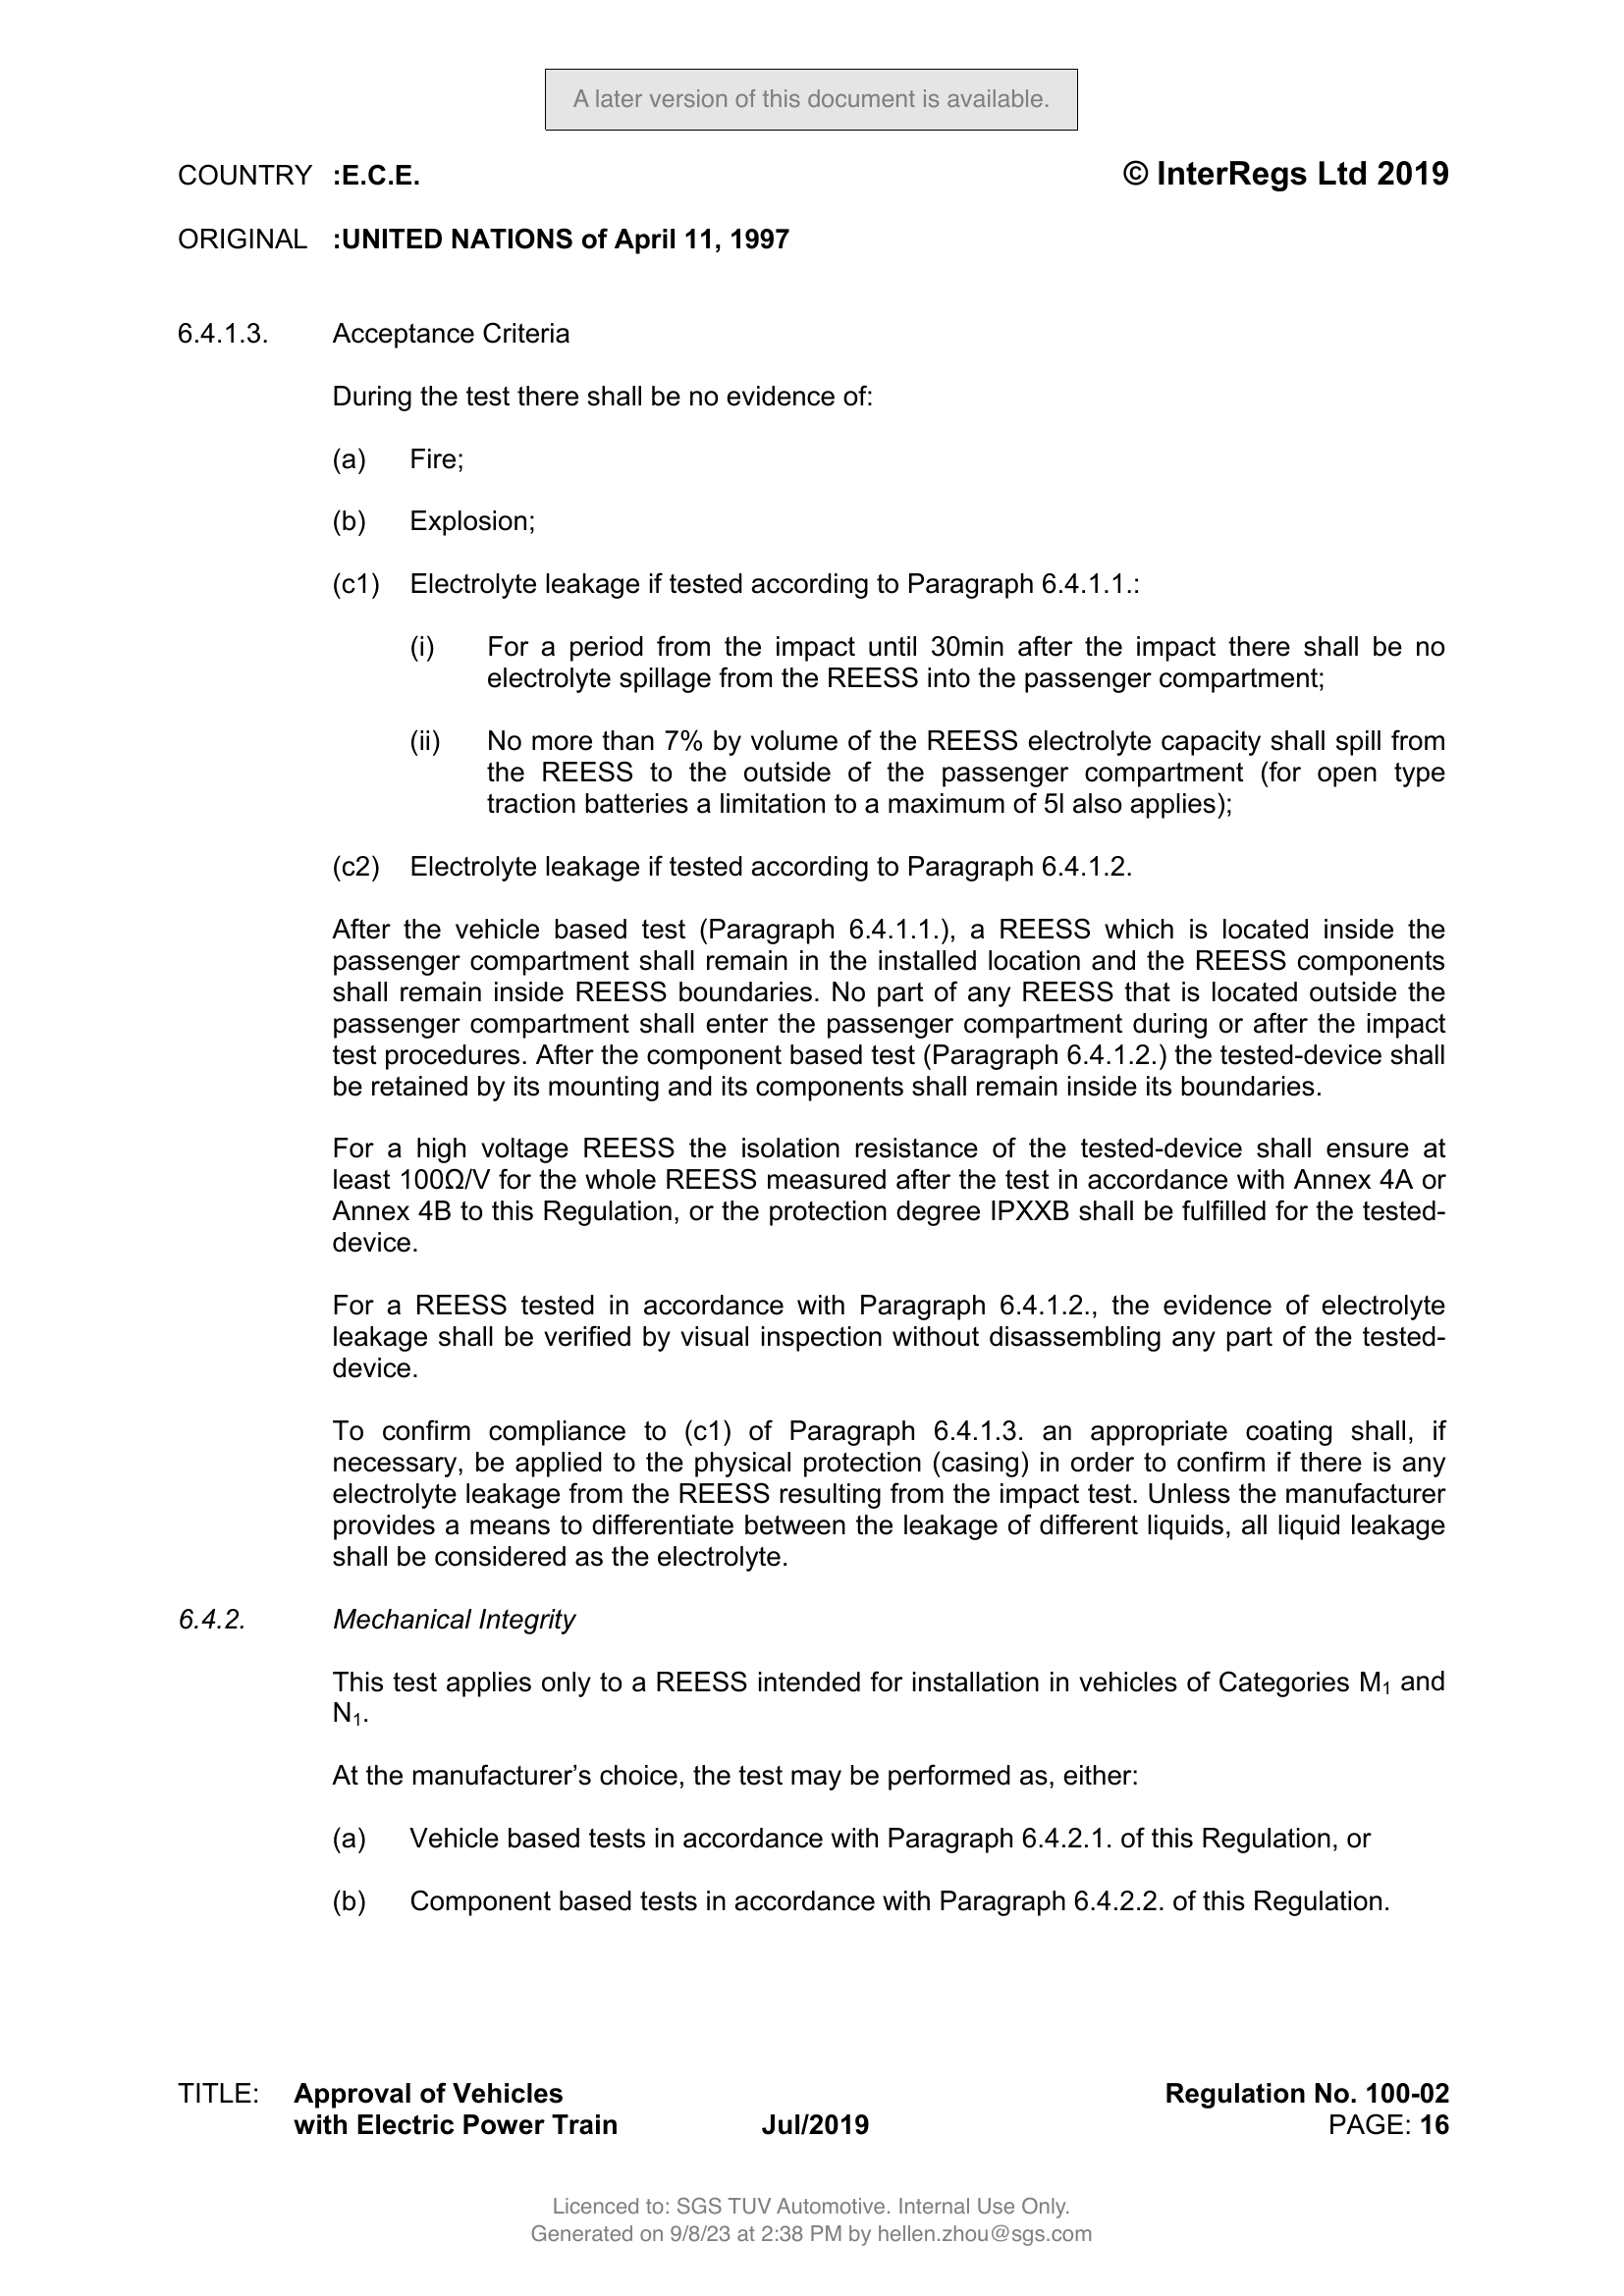 A later version of this document is available.
COUNTRY :E.C.E. © InterRegs Ltd 2019
ORIGINAL :UNITED NATIONS of April 11, 1997
6.4.1.3. Acceptance Criteria
During the test there shall be no evidence of:
(a) Fire;
(b) Explosion;
(c1) Electrolyte leakage if tested according to Paragraph 6.4.1.1.:
(i) For a period from the impact until 30min after the impact there shall be no
electrolyte spillage from the REESS into the passenger compartment;
(ii) No more than 7% by volume of the REESS electrolyte capacity shall spill from
the REESS to the outside of the passenger compartment (for open type
traction batteries a limitation to a maximum of 5l also applies);
(c2) Electrolyte leakage if tested according to Paragraph 6.4.1.2.
After the vehicle based test (Paragraph 6.4.1.1.), a REESS which is located inside the
passenger compartment shall remain in the installed location and the REESS components
shall remain inside REESS boundaries. No part of any REESS that is located outside the
passenger compartment shall enter the passenger compartment during or after the impact
test procedures. After the component based test (Paragraph 6.4.1.2.) the tested-device shall
be retained by its mounting and its components shall remain inside its boundaries.
For a high voltage REESS the isolation resistance of the tested-device shall ensure at
least 100Ω/V for the whole REESS measured after the test in accordance with Annex 4A or
Annex 4B to this Regulation, or the protection degree IPXXB shall be fulfilled for the tested-
device.
For a REESS tested in accordance with Paragraph 6.4.1.2., the evidence of electrolyte
leakage shall be verified by visual inspection without disassembling any part of the tested-
device.
To confirm compliance to (c1) of Paragraph 6.4.1.3. an appropriate coating shall, if
necessary, be applied to the physical protection (casing) in order to confirm if there is any
electrolyte leakage from the REESS resulting from the impact test. Unless the manufacturer
provides a means to differentiate between the leakage of different liquids, all liquid leakage
shall be considered as the electrolyte.
6.4.2. Mechanical Integrity
This test applies only to a REESS intended for installation in vehicles of Categories M₁ and
N₁.
At the manufacturer’s choice, the test may be performed as, either:
(a) Vehicle based tests in accordance with Paragraph 6.4.2.1. of this Regulation, or
(b) Component based tests in accordance with Paragraph 6.4.2.2. of this Regulation.
TITLE: Approval of Vehicles Regulation No. 100-02
with Electric Power Train Jul/2019 PAGE: 16
Licenced to: SGS TUV Automotive. Internal Use Only.
Generated on 9/8/23 at 2:38 PM by hellen.zhou@sgs.com